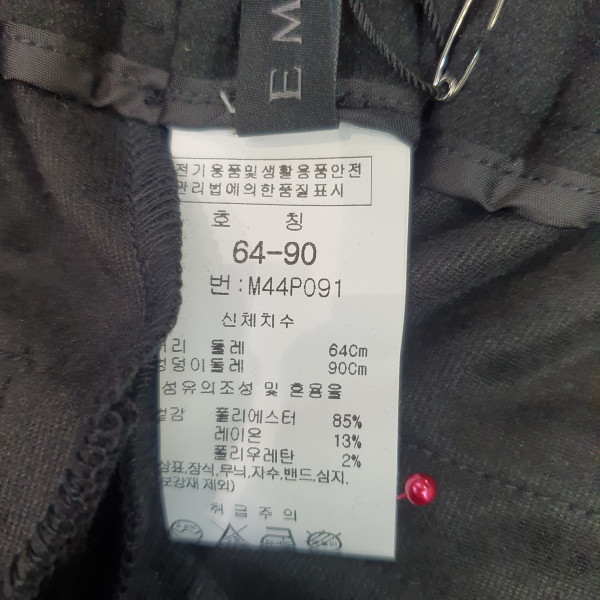 EM
전기용품및생활용품안전
관리법에의한품질표시
호 칭
64-90
번 : M44P091
신체치수
허리 둘레 64Cm
엉덩이둘레 90Cm
섬유의조성 및 혼용율
겉감 폴리에스터 85%
레이온 13%
폴리우레탄 2%
상표,장식,무늬,자수,밴드,심지,
보강재 제외)
취급주의